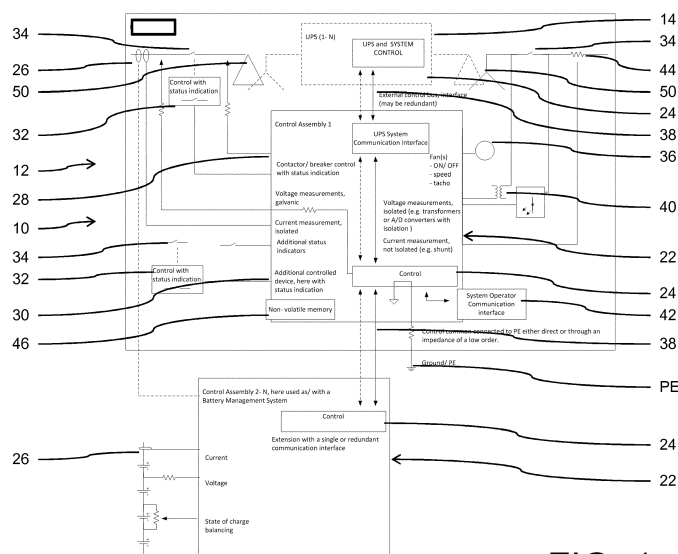 34
26
50
32
12
28
10
34
32
30
46
26
14
34
44
50
24
38
36
40
22
24
42
38
PE
24
22
UPS (1- N)
UPS and SYSTEM
CONTROL
Control with
status indication
External control bus, interface
(may be redundant)
Control Assembly 1
UPS System
Communication interface
Fan(s)
- ON/ OFF
- speed
- tacho
Contactor/ breaker control
with status indication
Voltage measurements,
galvanic
Voltage measurements,
isolated (e.g. transformers
or A/D converters with
isolation )
Current measurement,
isolated
Current measurement,
not isolated (e.g. shunt)
Additional status
indicators
Control with
status indication
Control
Additional controlled
device, here with
status indication
System Operator
Communication
interface
Non- volatile memory
Control common connected to PE either direct or through an
impedance of a low order.
Ground/ PE
Control Assembly 2- N, here used as/ with a
Battery Management System
Control
Extension with a single or redundant
communication interface
Current
Voltage
State of charge
balancing